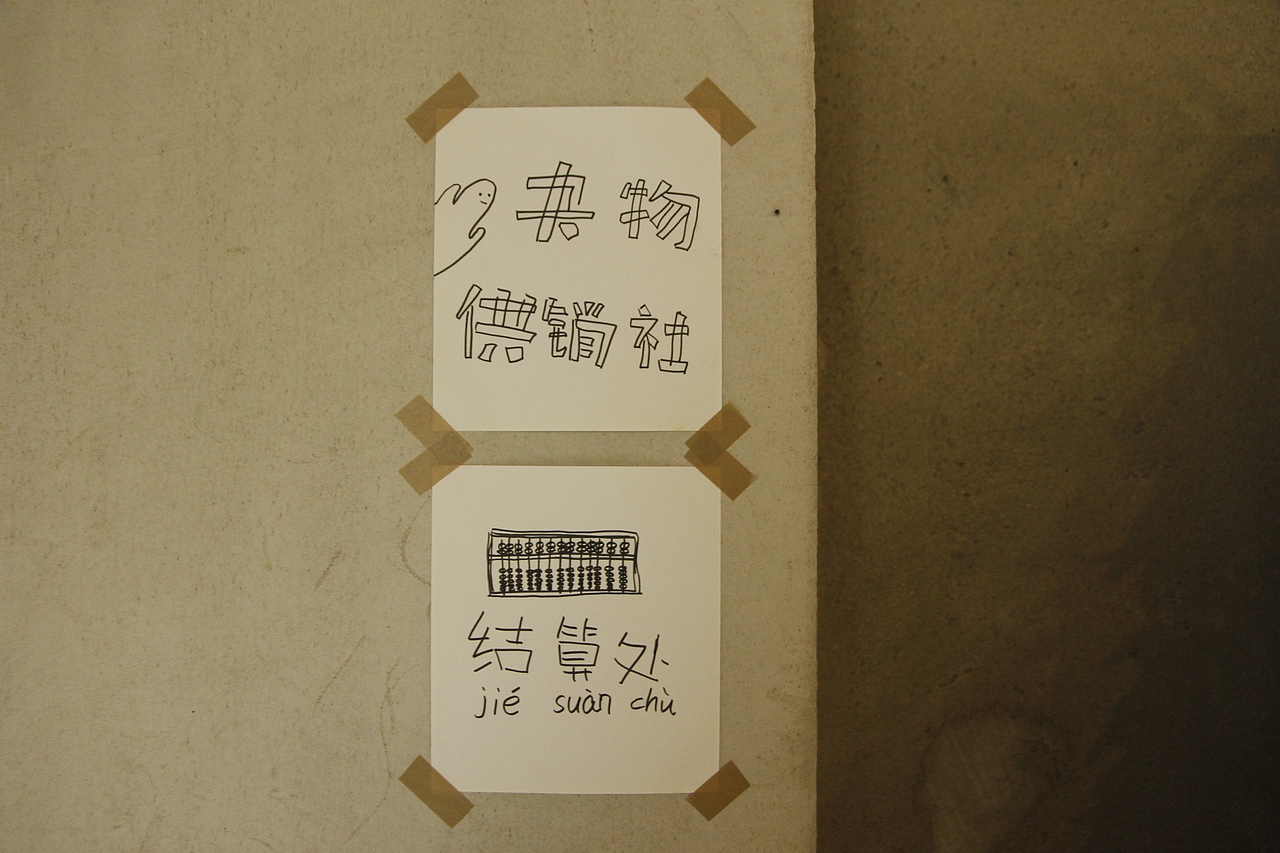 杂物
供销社
结算处
jié suàn chù